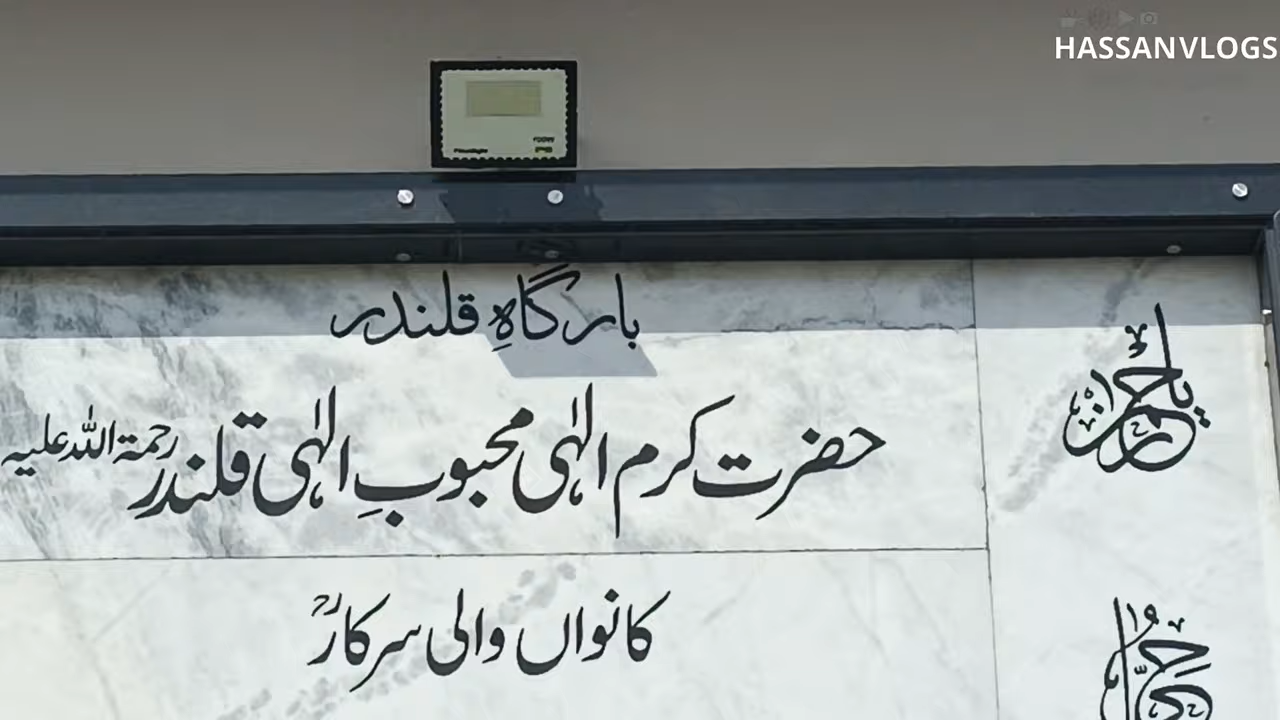 HASSANVLOGS
بارگاہِ قلندر
حضرت کرم الٰہی محبوبِ الٰہی قلندر رحمۃ اللہ علیہ
کانواں والی سرکارؒ
یا رحمٰن